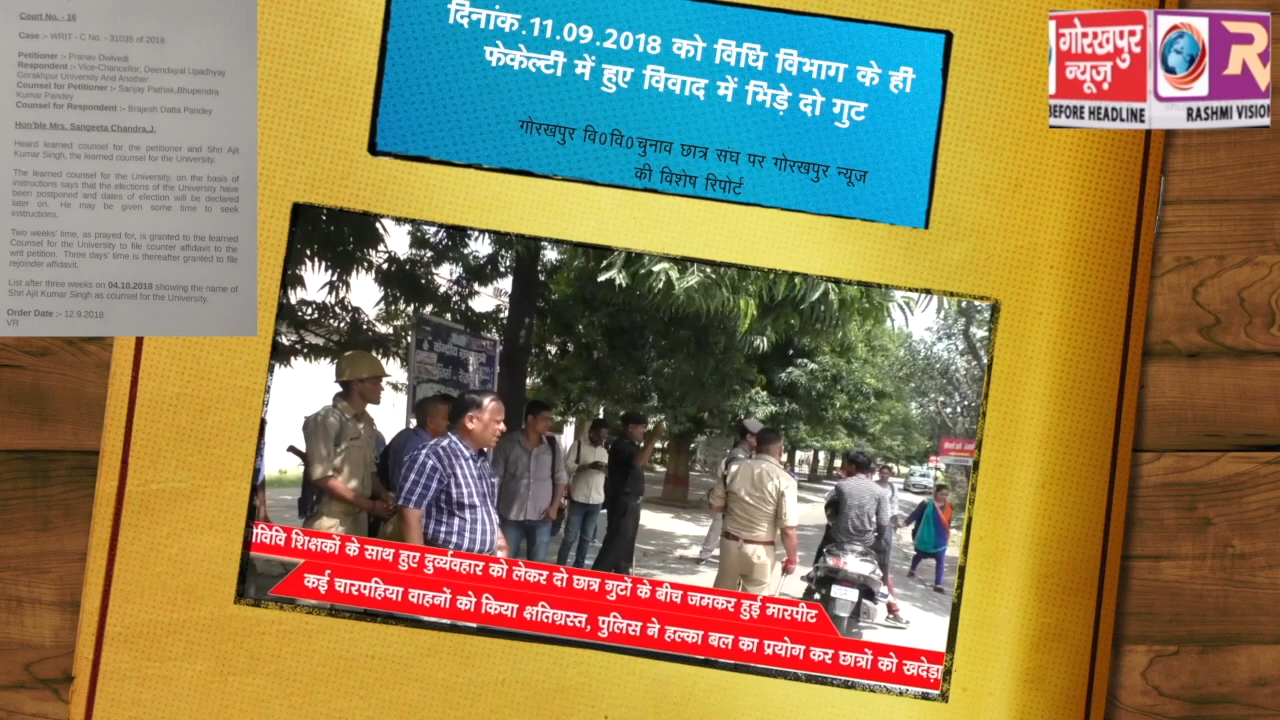 Court No. - 16
Case :- WRIT - C No. - 31035 of 2018
Petitioner :- Pranav Dwivedi
Respondent :- Vice-Chancellor, Deendayal Upadhyay
Gorakhpur University And Another
Counsel for Petitioner :- Sanjay Pathak,Bhupendra
Kumar Pandey
Counsel for Respondent :- Brajesh Datta Pandey
Hon'ble Mrs. Sangeeta Chandra,J.
Heard learned counsel for the petitioner and Shri Ajit
Kumar Singh, the learned counsel for the University.
The learned counsel for the University, on the basis of
instructions says that the elections of the University have
been postponed and dates of election will be declared
later on. He may be given some time to seek
instructions.
Two weeks' time, as prayed for, is granted to the learned
Counsel for the University to file counter affidavit to the
writ petition. Three days' time is thereafter granted to file
rejoinder affidavit.
List after three weeks on 04.10.2018 showing the name of
Shri Ajit Kumar Singh as counsel for the University.
Order Date :- 12.9.2018
VR
दिनांक.11.09.2018 को विधि विभाग के ही
फेकेल्टी में हुए विवाद में भिड़े दो गुट
गोरखपुर वि0वि0चुनाव छात्र संघ पर गोरखपुर न्यूज
की विशेष रिपोर्ट
गोरखपुर
न्यूज़
BEFORE HEADLINE
R
RASHMI VISION
केन्द्रीय
विवि शिक्षकों के साथ हुए दुर्व्यवहार को लेकर दो छात्र गुटों के बीच जमकर हुई मारपीट
कई चारपहिया वाहनों को किया क्षतिग्रस्त, पुलिस ने हल्का बल का प्रयोग कर छात्रों को खदेड़ा